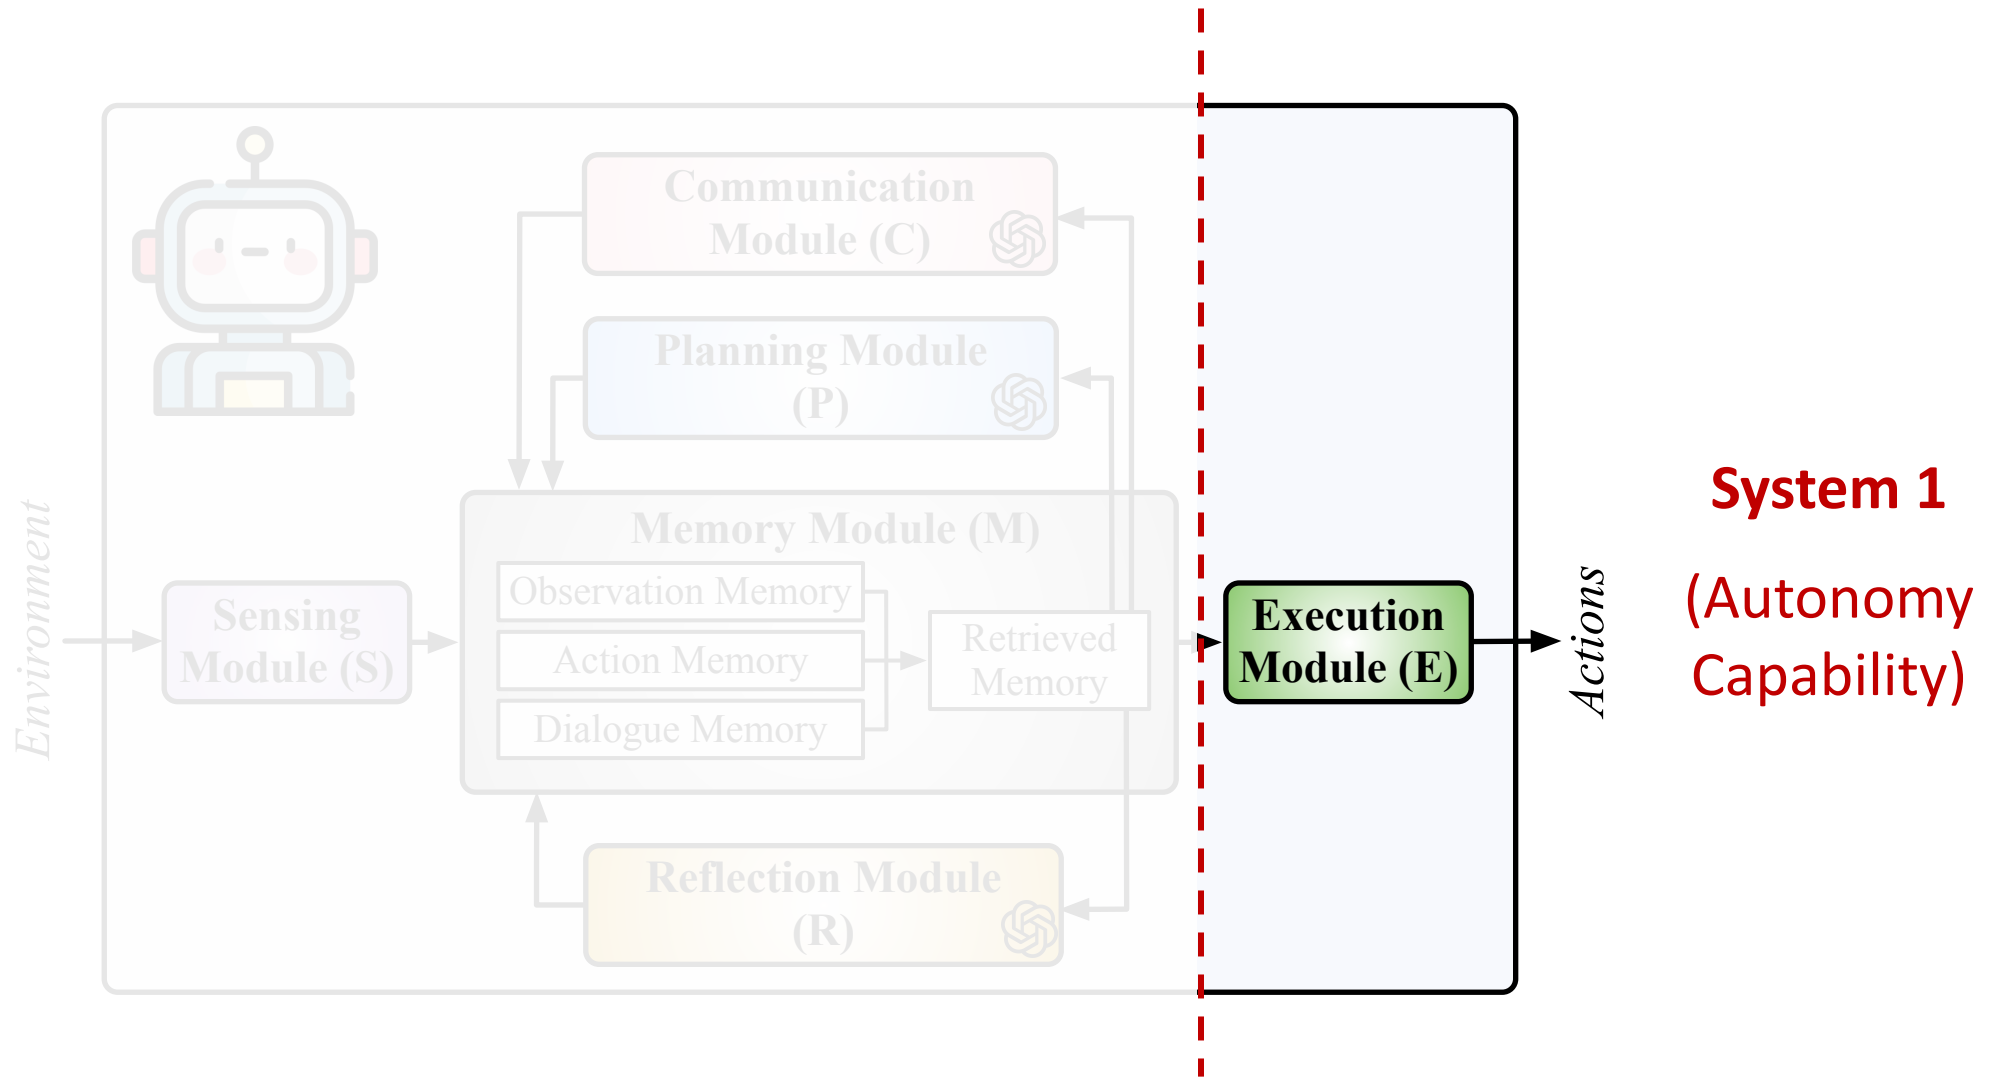 Communication
Module (C)
Planning Module
(P)
Memory Module (M)
Observation Memory
Action Memory
Dialogue Memory
Retrieved
Memory
Environment
Sensing
Module (S)
Reflection Module
(R)
Execution
Module (E)
Actions
System 1
(Autonomy
Capability)